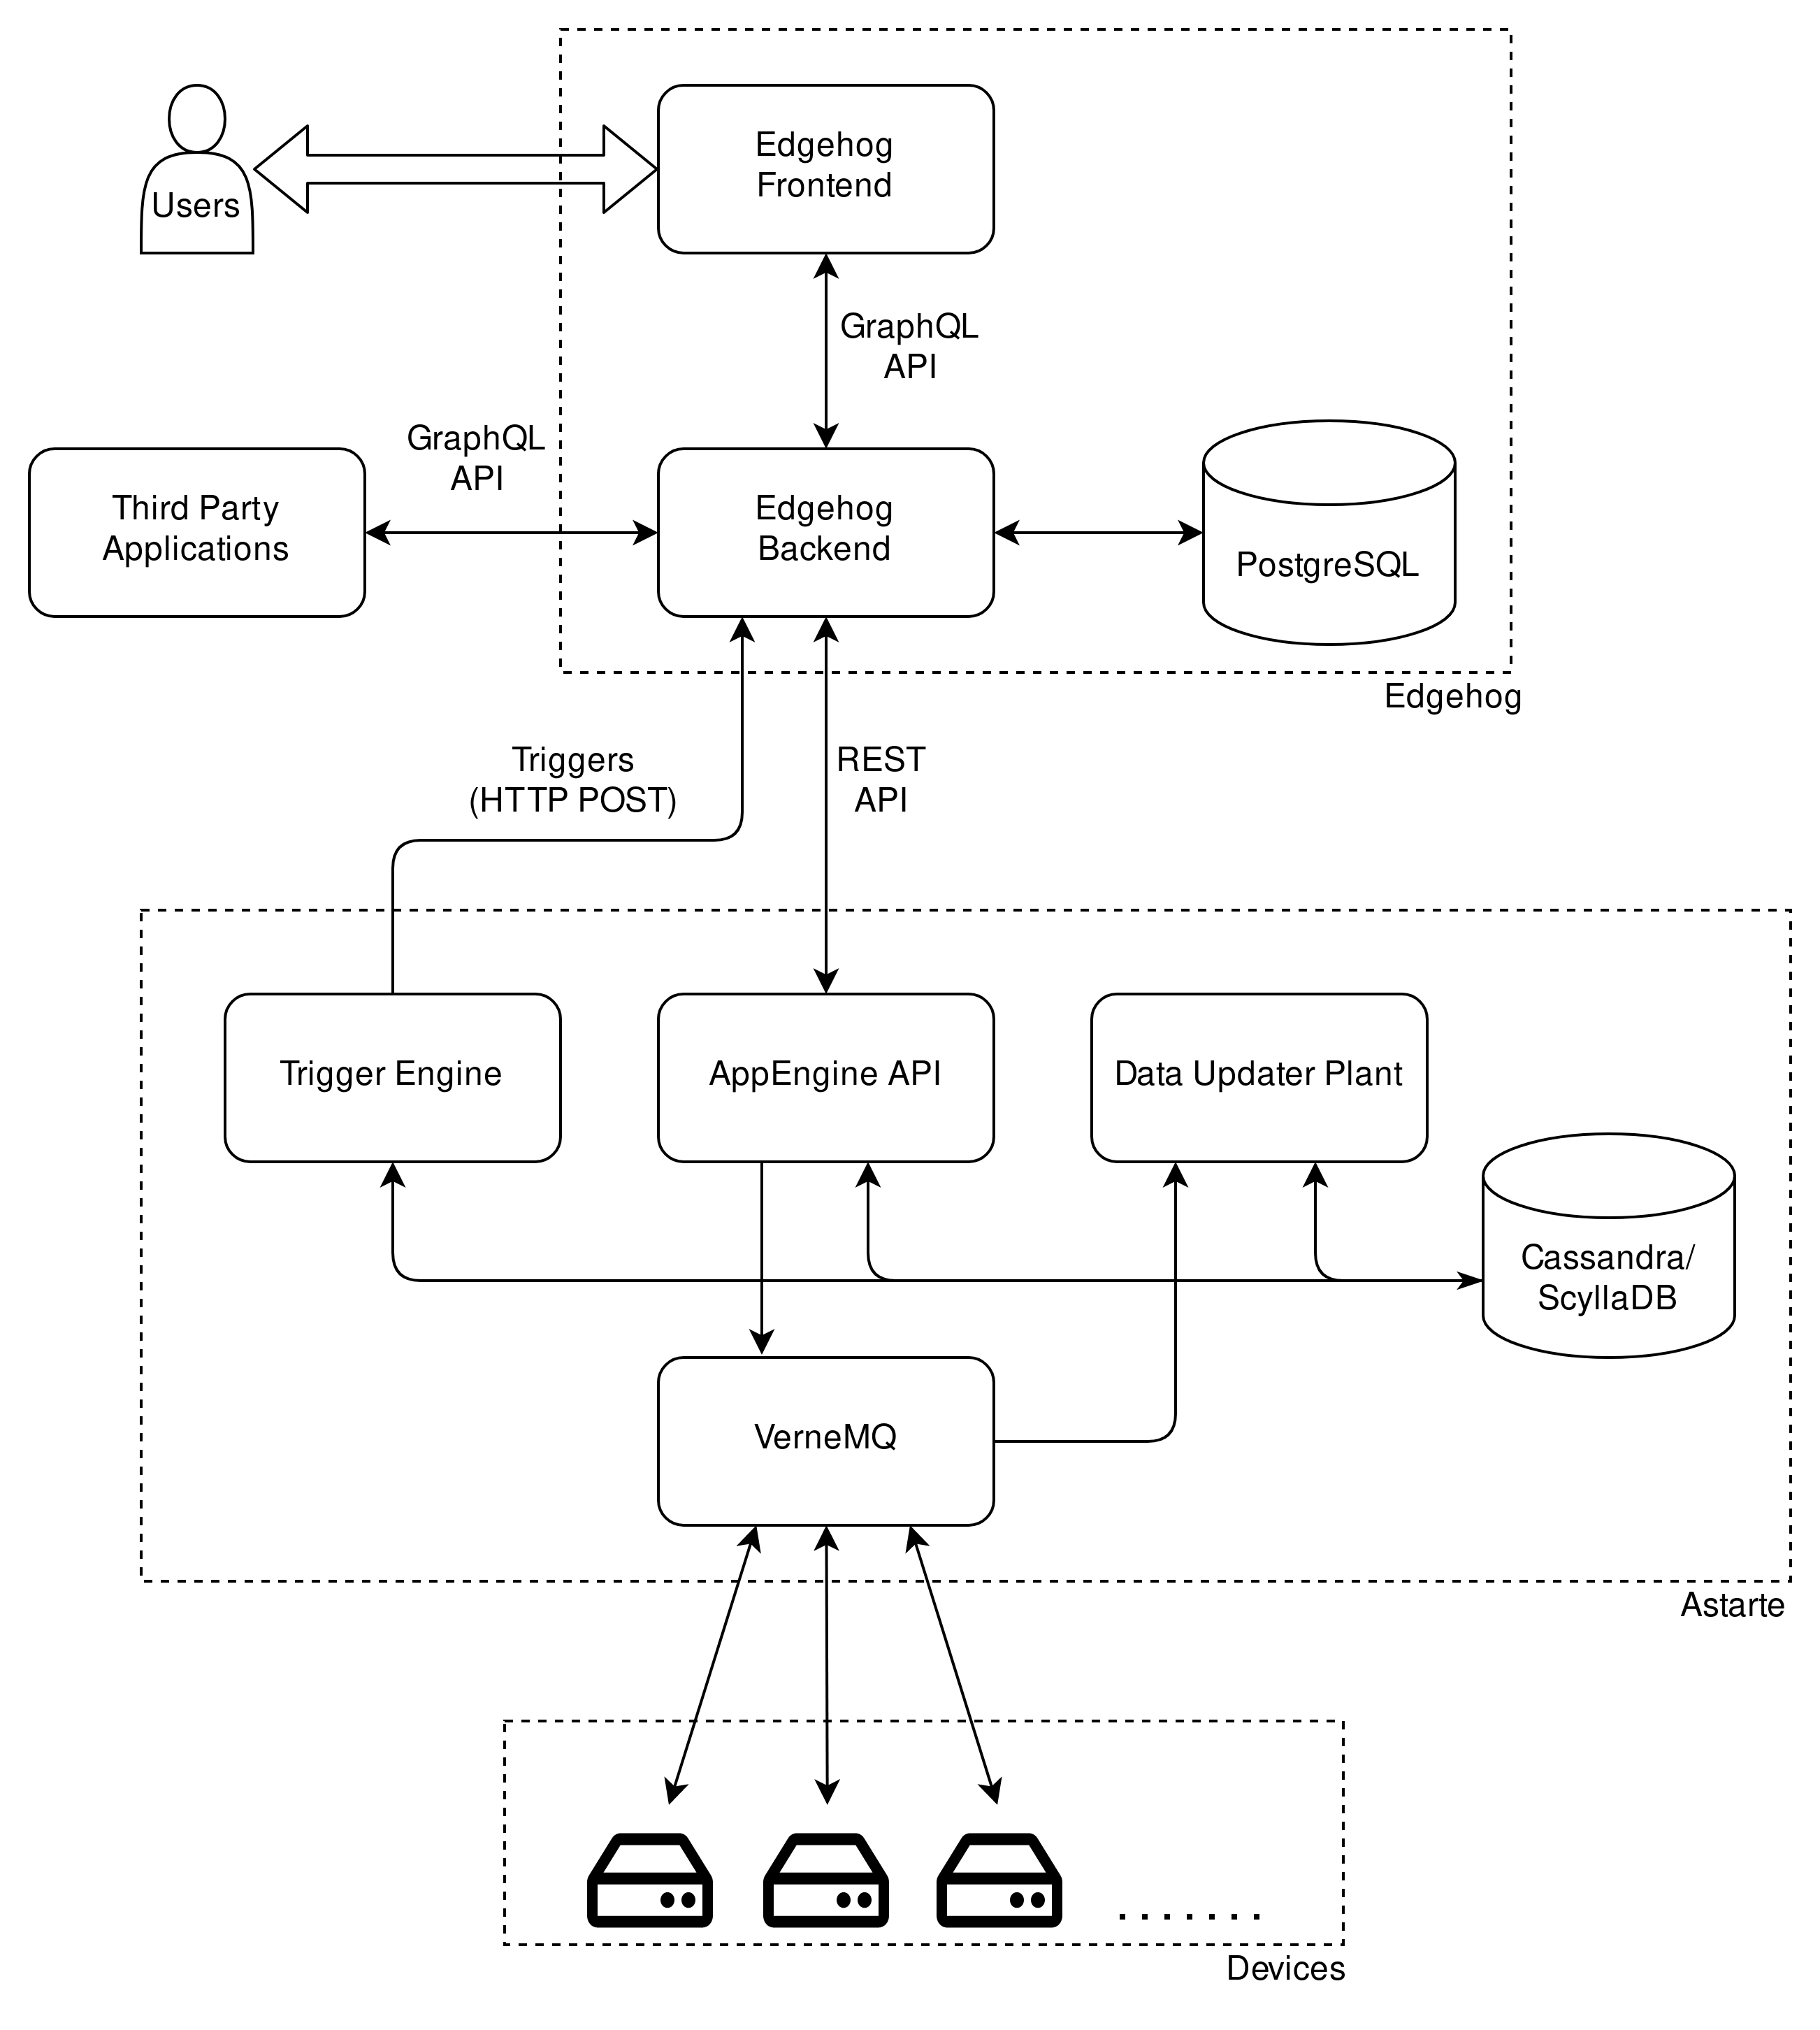 Edgehog
Frontend
Users
GraphQL
API
GraphQL
API
Third Party
Applications
Edgehog
Backend
PostgreSQL
Edgehog
Triggers
(HTTP POST)
REST
API
Trigger Engine
AppEngine API
Data Updater Plant
Cassandra/
ScyllaDB
VerneMQ
Astarte
.......
Devices